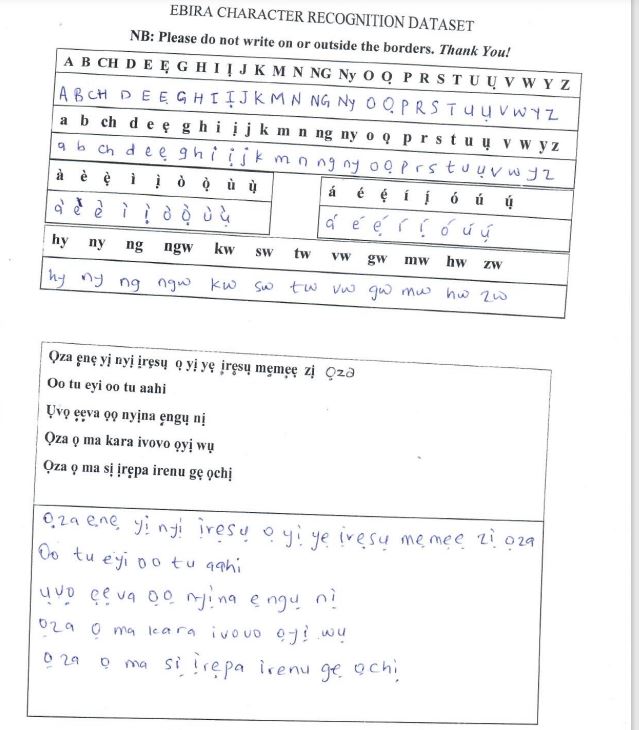 EBIRA CHARACTER RECOGNITION DATASET
NB: Please do not write on or outside the borders. Thank You!
A B CH D E Ẹ G H I Ị J K M N NG Ny O Ọ P R S T U Ụ V W Y Z
A B CH D E Ẹ G H I Ị J K M N NG Ny O Ọ P R S T U Ụ V W Y Z
a b ch d e ẹ g h i ị j k m n ng ny o ọ p r s t u ụ v w y z
a b ch d e ẹ g h i ị j k m n ng ny o ọ p r s t u ụ v w y z
à è ẹ̀ ì ị̀ ò ọ̀ ù ụ̀
à è ẹ̀ ì ị̀ ò ọ̀ ù ụ̀
á é ẹ́ í ị́ ó ú ụ́
á é ẹ́ í ị́ ó ú ụ́
hy ny ng ngw kw sw tw vw gw mw hw zw
hy ny ng ngw kw sw tw vw gw mw hw zw
Ọza ẹnẹ yị nyị ịrẹsụ ọ yị yẹ ịrẹsụ mẹmẹẹ zị Ọza
Oo tu eyi oo tu aahi
Ụvọ ẹẹva ọọ nyịna ẹngụ nị
Ọza ọ ma kara ivovo ọyị wụ
Ọza ọ ma sị ịrẹpa irenu gẹ ọchị
Ọza ẹnẹ yị nyị ịrẹsụ ọ yị yẹ ịrẹsụ mẹmẹẹ zị ọza
Oo tu eyi oo tu aahi
ụvọ ẹẹva ọọ nyịna ẹngụ nị
ọza ọ ma kara ivovo ọyị wụ
ọza ọ ma sị ịrẹpa irenu gẹ ọchị